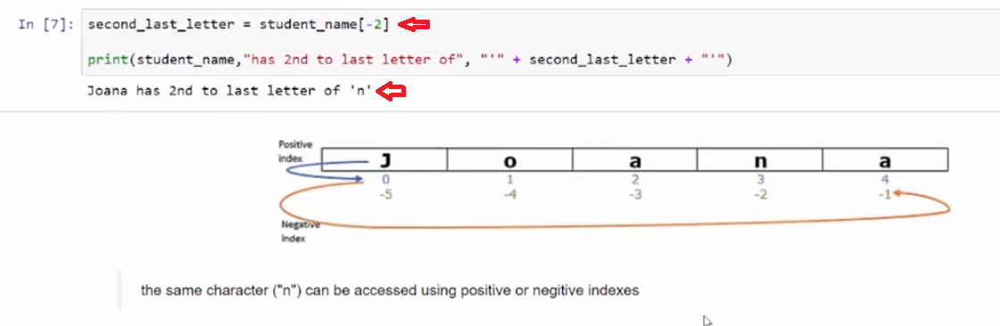 In [7]: second_last_letter = student_name[-2]
print(student_name,"has 2nd to last letter of", "'" + second_last_letter + "'")
Joana has 2nd to last letter of 'n'
Positive
index
J o a n a
0 1 2 3 4
-5 -4 -3 -2 -1
Negative
index
the same character ("n") can be accessed using positive or negitive indexes